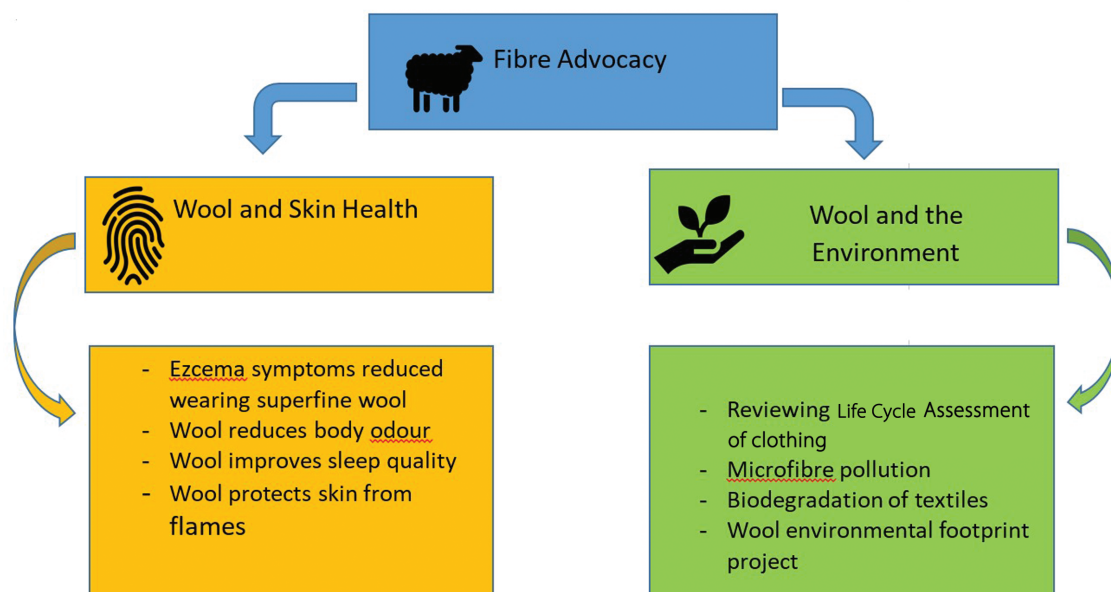 Fibre Advocacy
Wool and Skin Health
Wool and the
Environment
- Ezcema symptoms reduced
wearing superfine wool
- Wool reduces body odour
- Wool improves sleep quality
- Wool protects skin from
flames
- Reviewing Life Cycle Assessment
of clothing
- Microfibre pollution
- Biodegradation of textiles
- Wool environmental footprint
project